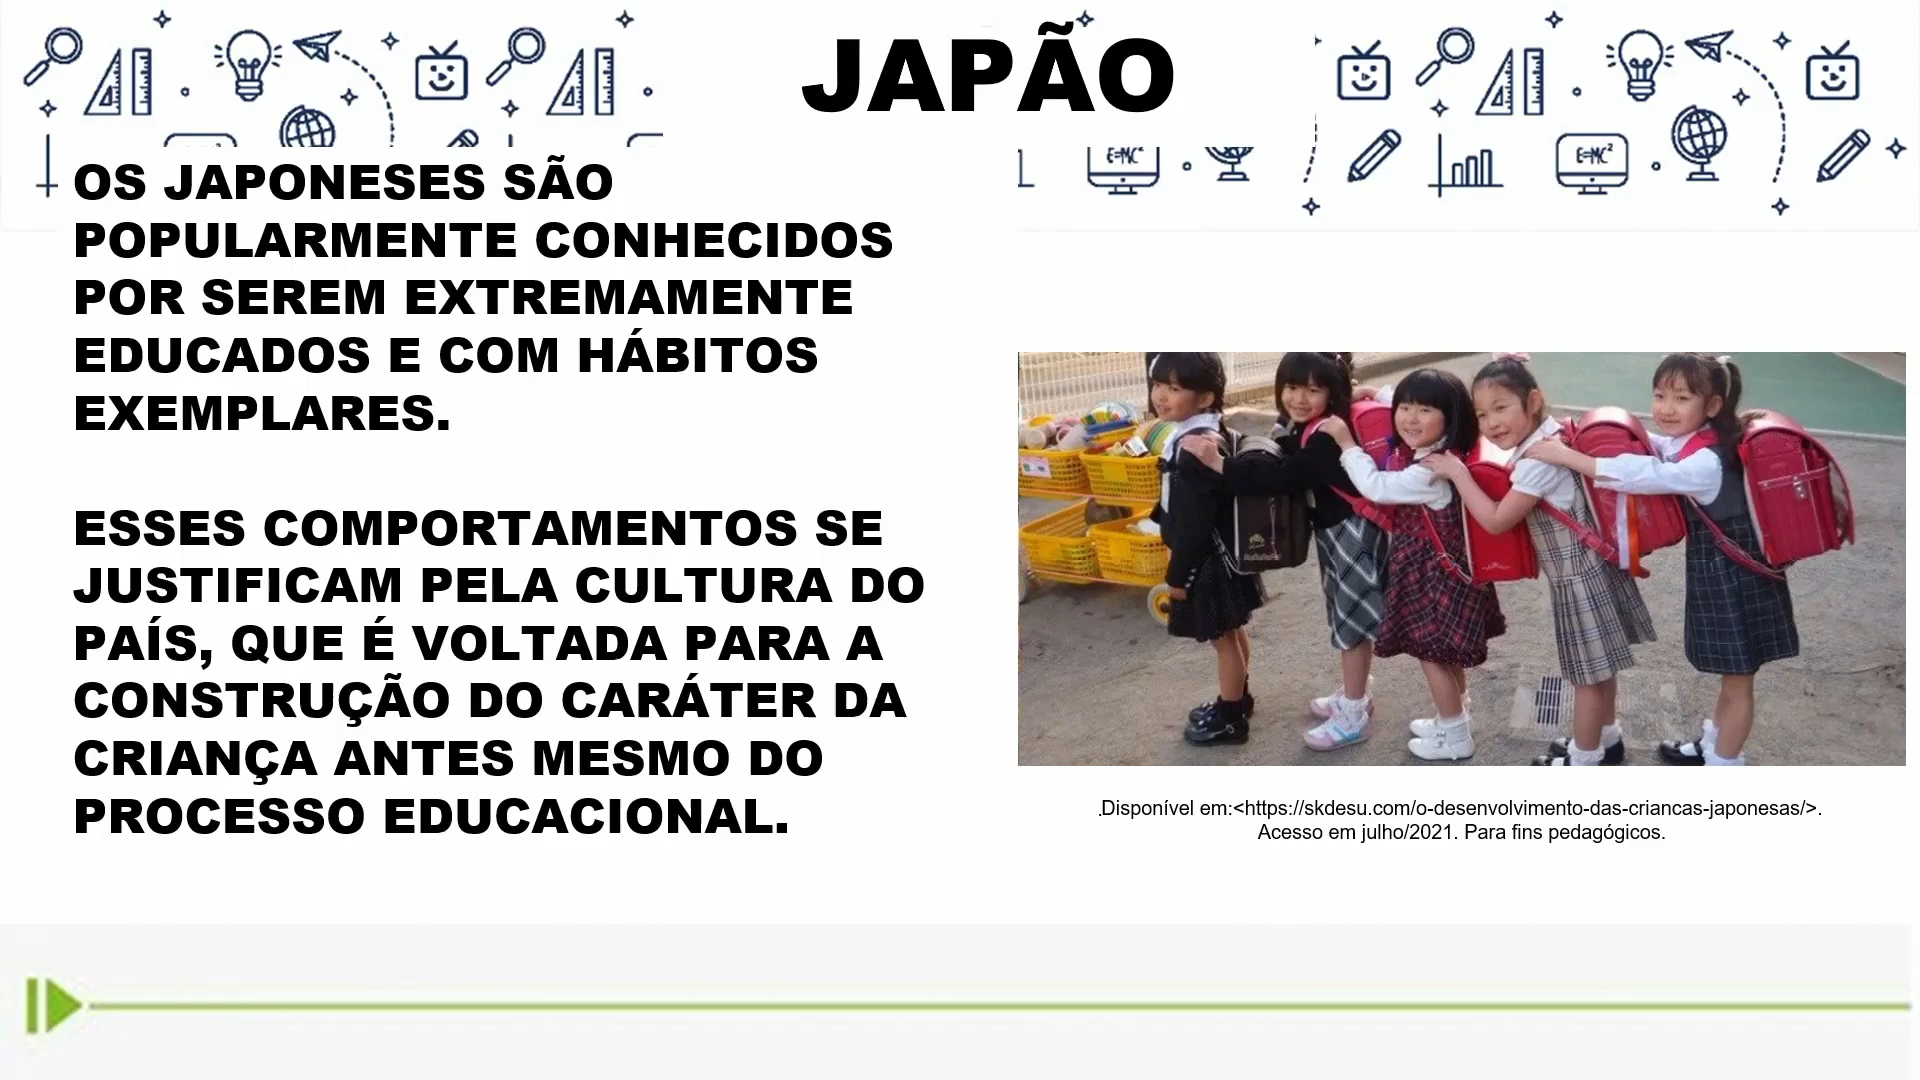 JAPÃO
OS JAPONESES SÃO
POPULARMENTE CONHECIDOS
POR SEREM EXTREMAMENTE
EDUCADOS E COM HÁBITOS
EXEMPLARES.
ESSES COMPORTAMENTOS SE
JUSTIFICAM PELA CULTURA DO
PAÍS, QUE É VOLTADA PARA A
CONSTRUÇÃO DO CARÁTER DA
CRIANÇA ANTES MESMO DO
PROCESSO EDUCACIONAL.
E=MC²
E=MC²
.Disponível em:<https://skdesu.com/o-desenvolvimento-das-criancas-japonesas/>.
Acesso em julho/2021. Para fins pedagógicos.